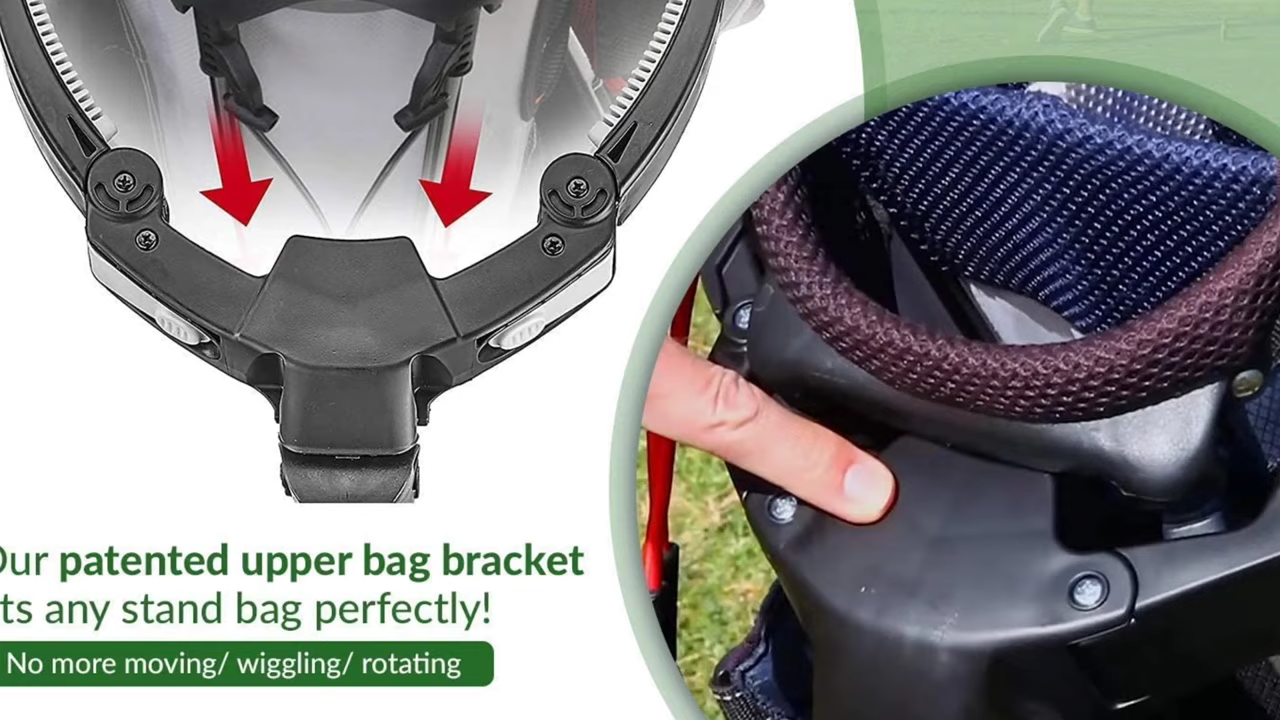 Our patented upper bag bracket
ts any stand bag perfectly!
No more moving/ wiggling/ rotating